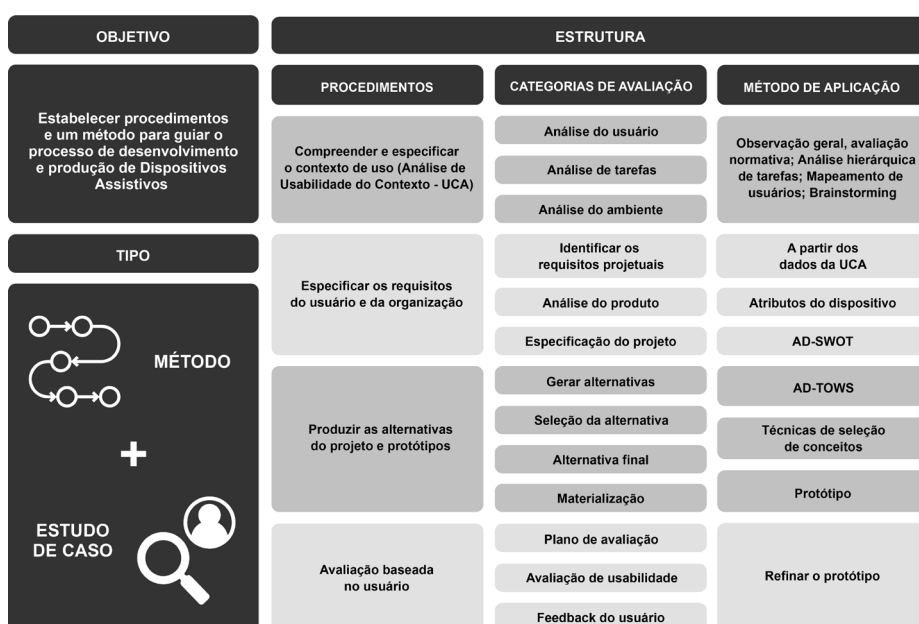 OBJETIVO
ESTRUTURA
Estabelecer procedimentos
e um método para guiar o
processo de desenvolvimento
e produção de Dispositivos
Assistivos
PROCEDIMENTOS
CATEGORIAS DE AVALIAÇÃO
MÉTODO DE APLICAÇÃO
Compreender e especificar
o contexto de uso (Análise de
Usabilidade do Contexto - UCA)
Análise do usuário
Análise de tarefas
Análise do ambiente
Observação geral, avaliação
normativa; Análise hierárquica
de tarefas; Mapeamento de
usuários; Brainstorming
TIPO
MÉTODO
+
ESTUDO
DE CASO
Especificar os requisitos
do usuário e da organização
Identificar os
requisitos projetuais
Análise do produto
Especificação do projeto
A partir dos
dados da UCA
Atributos do dispositivo
AD-SWOT
Produzir as alternativas
do projeto e protótipos
Gerar alternativas
Seleção da alternativa
Alternativa final
Materialização
AD-TOWS
Técnicas de seleção
de conceitos
Protótipo
Avaliação baseada
no usuário
Plano de avaliação
Avaliação de usabilidade
Feedback do usuário
Refinar o protótipo